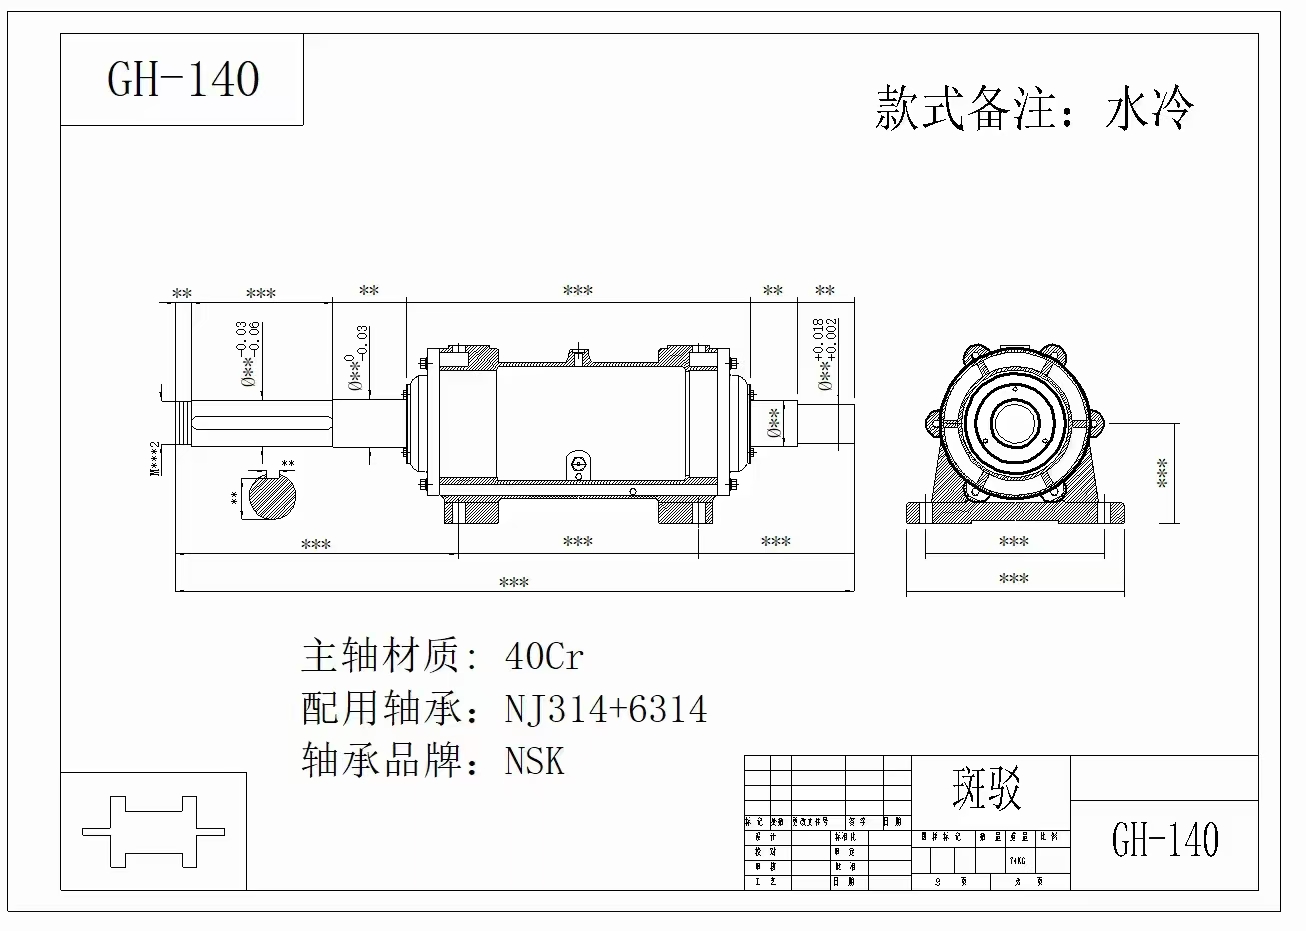 GH-140
款式备注：水冷
** *** ** *** ** **
Ø**-0.03 -0.06
Ø** 0 -0.03
Ø**+0.018 +0.002
Ø**
M***2
**
**
***
*** *** ***
***
***
***
主轴材质: 40Cr
配用轴承：NJ314+6314
轴承品牌：NSK
斑驳
GH-140
标记 处数 更改文件号 签字 日期
设计 标准化
校对 审定
审核 批准
工艺 日期
图样标记 数量 质量 比例
74KG
共 页